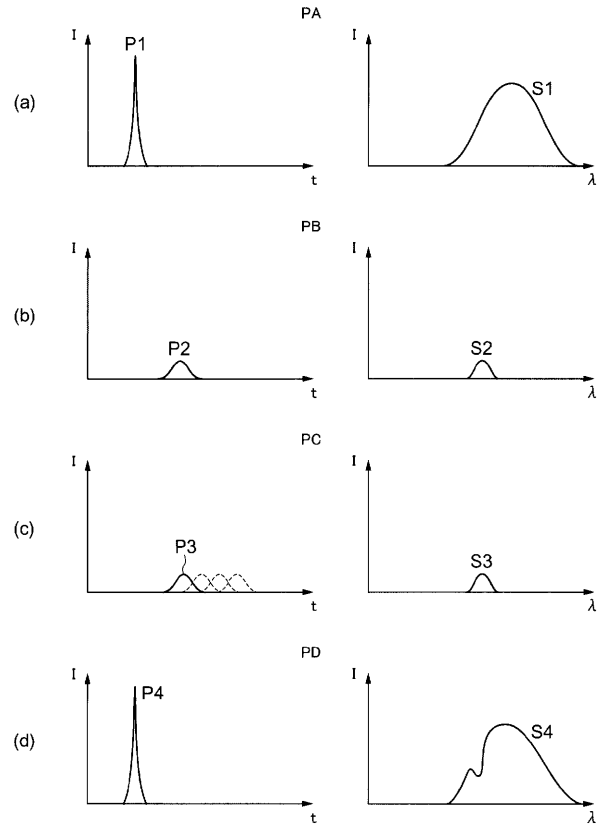 PA
(a)
I
P1
t
I
S1
λ
PB
(b)
I
P2
t
I
S2
λ
PC
(c)
I
P3
t
I
S3
λ
PD
(d)
I
P4
t
I
S4
λ